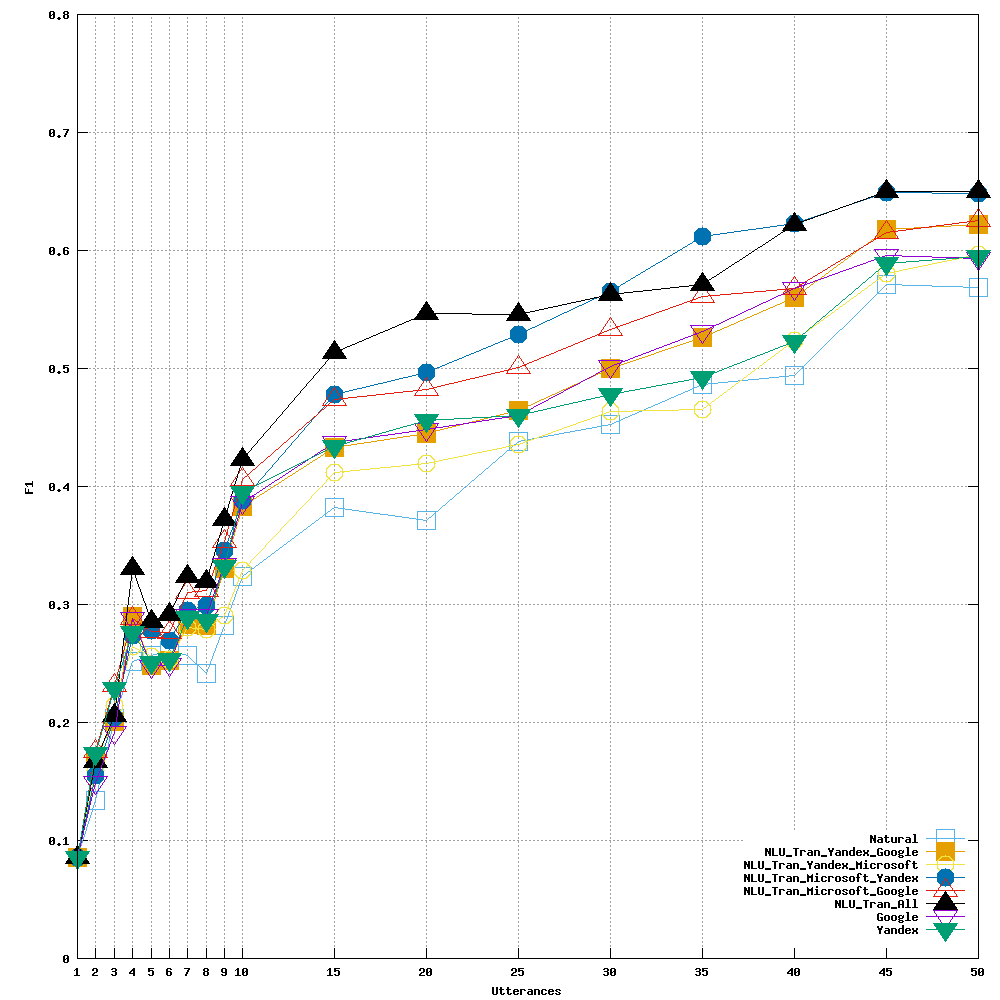 0.8
0.7
0.6
0.5
0.4
0.3
0.2
0.1
0
F1
1 2 3 4 5 6 7 8 9 10 15 20 25 30 35 40 45 50
Utterances
Natural
NLU_Tran_Yandex_Google
NLU_Tran_Yandex_Microsoft
NLU_Tran_Microsoft_Yandex
NLU_Tran_Microsoft_Google
NLU_Tran_All
Google
Yandex